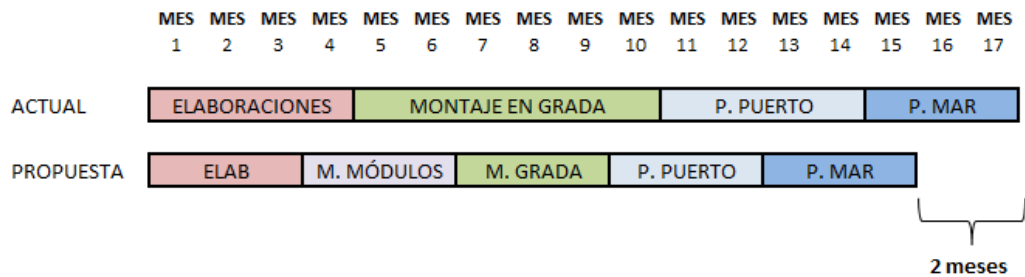 MES MES MES MES MES MES MES MES MES MES MES MES MES MES MES MES MES
1 2 3 4 5 6 7 8 9 10 11 12 13 14 15 16 17
ACTUAL ELABORACIONES MONTAJE EN GRADA P. PUERTO P. MAR
PROPUESTA ELAB M. MÓDULOS M. GRADA P. PUERTO P. MAR
2 meses